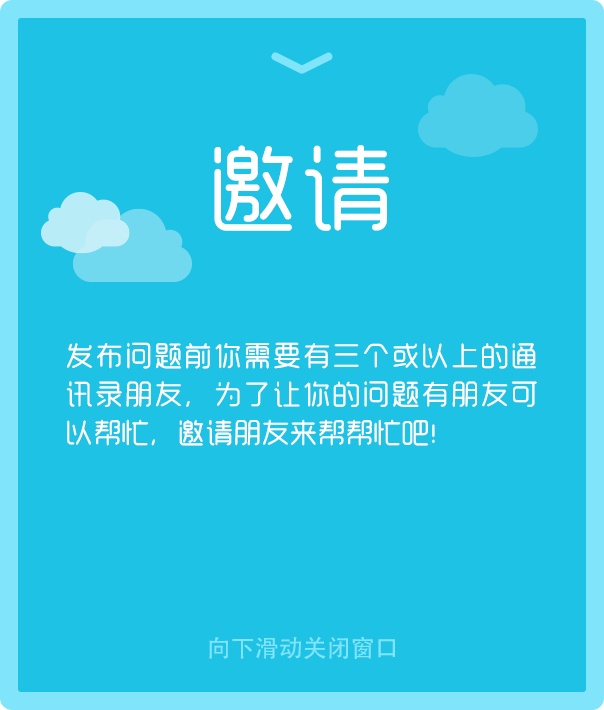 邀请
发布问题前你需要有三个或以上的通
讯录朋友，为了让你的问题有朋友可
以帮忙，邀请朋友来帮帮忙吧!
向下滑动关闭窗口